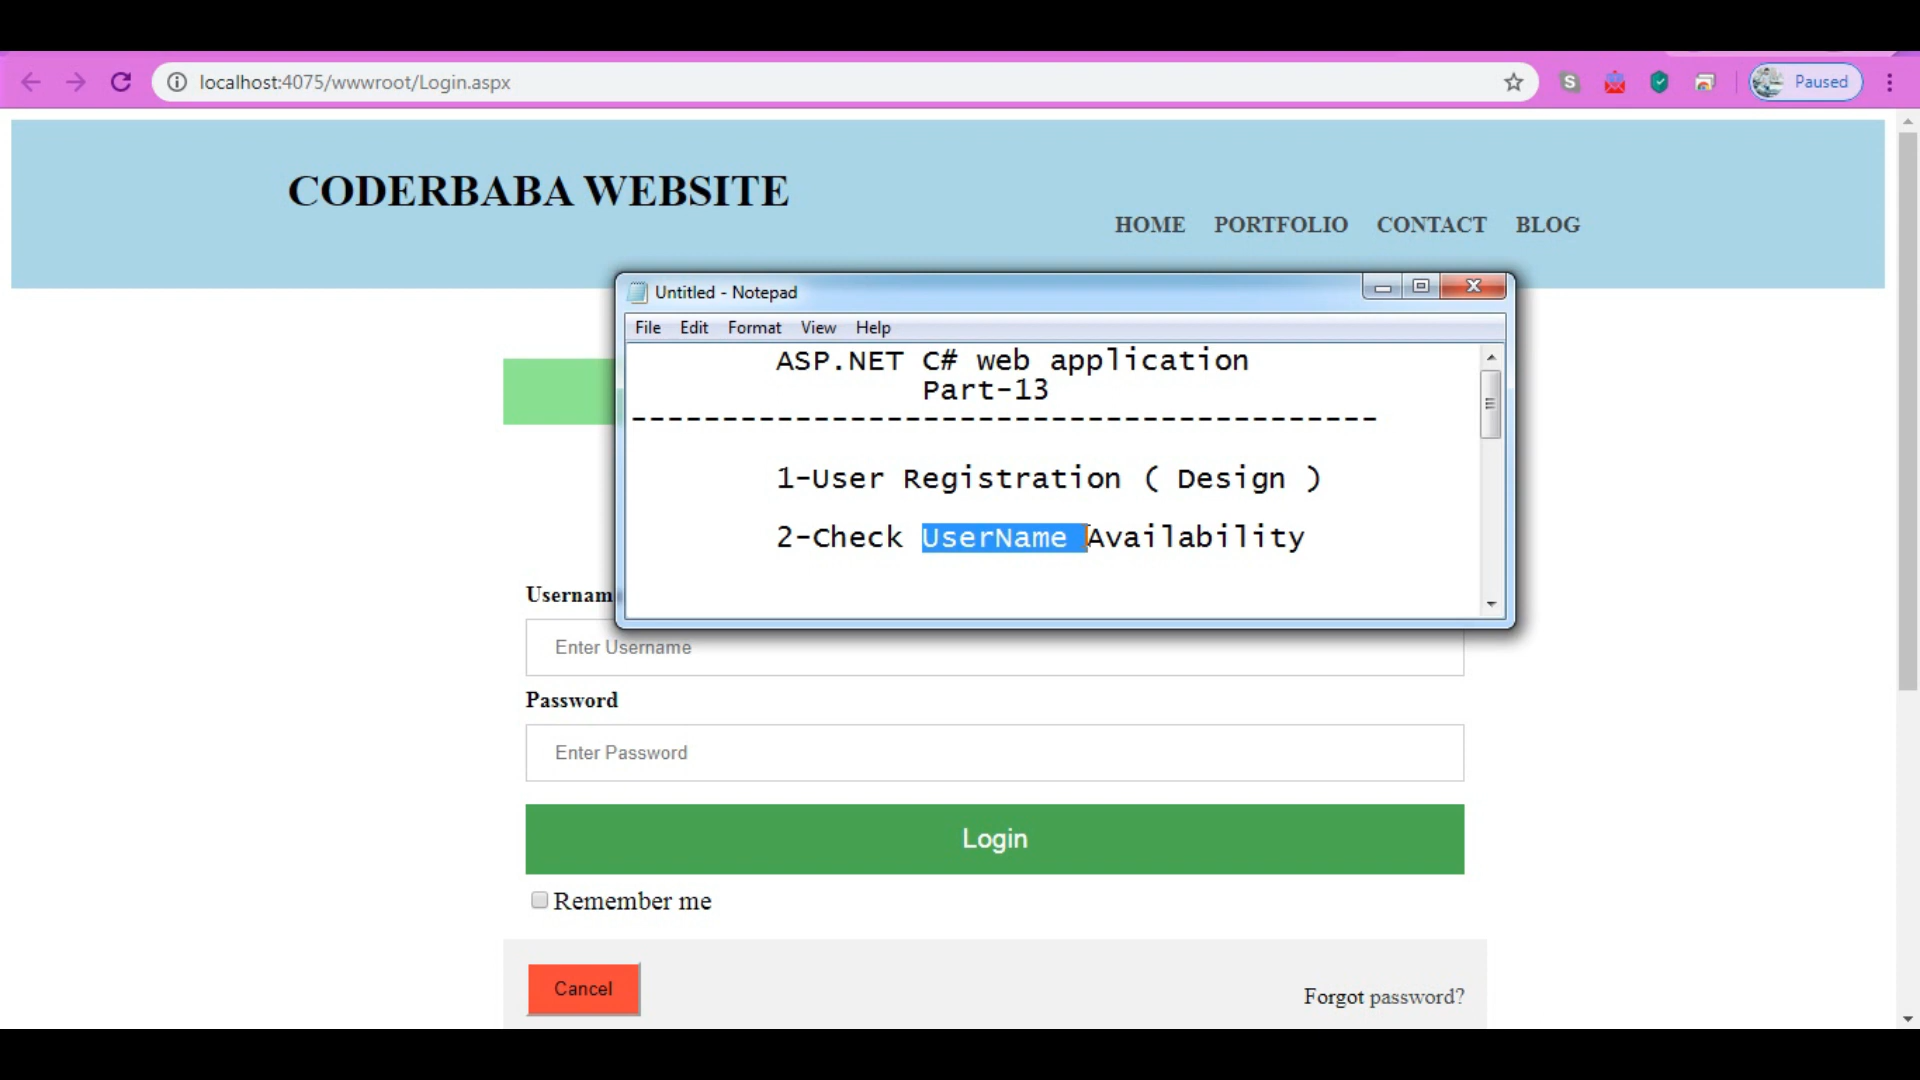 localhost:4075/wwwroot/Login.aspx
Paused
CODERBABA WEBSITE
HOME PORTFOLIO CONTACT BLOG
Untitled - Notepad
File Edit Format View Help
ASP.NET C# web application
Part-13
-----------------------------------------
1-User Registration ( Design )
2-Check UserName Availability
Usernam
Enter Username
Password
Enter Password
Login
Remember me
Cancel
Forgot password?